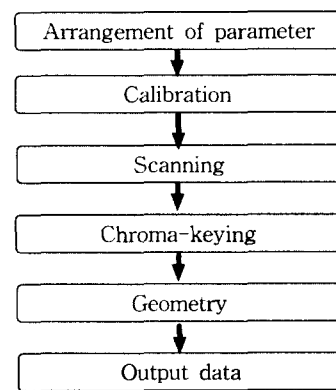 Arrangement of parameter
Calibration
Scanning
Chroma-keying
Geometry
Output data